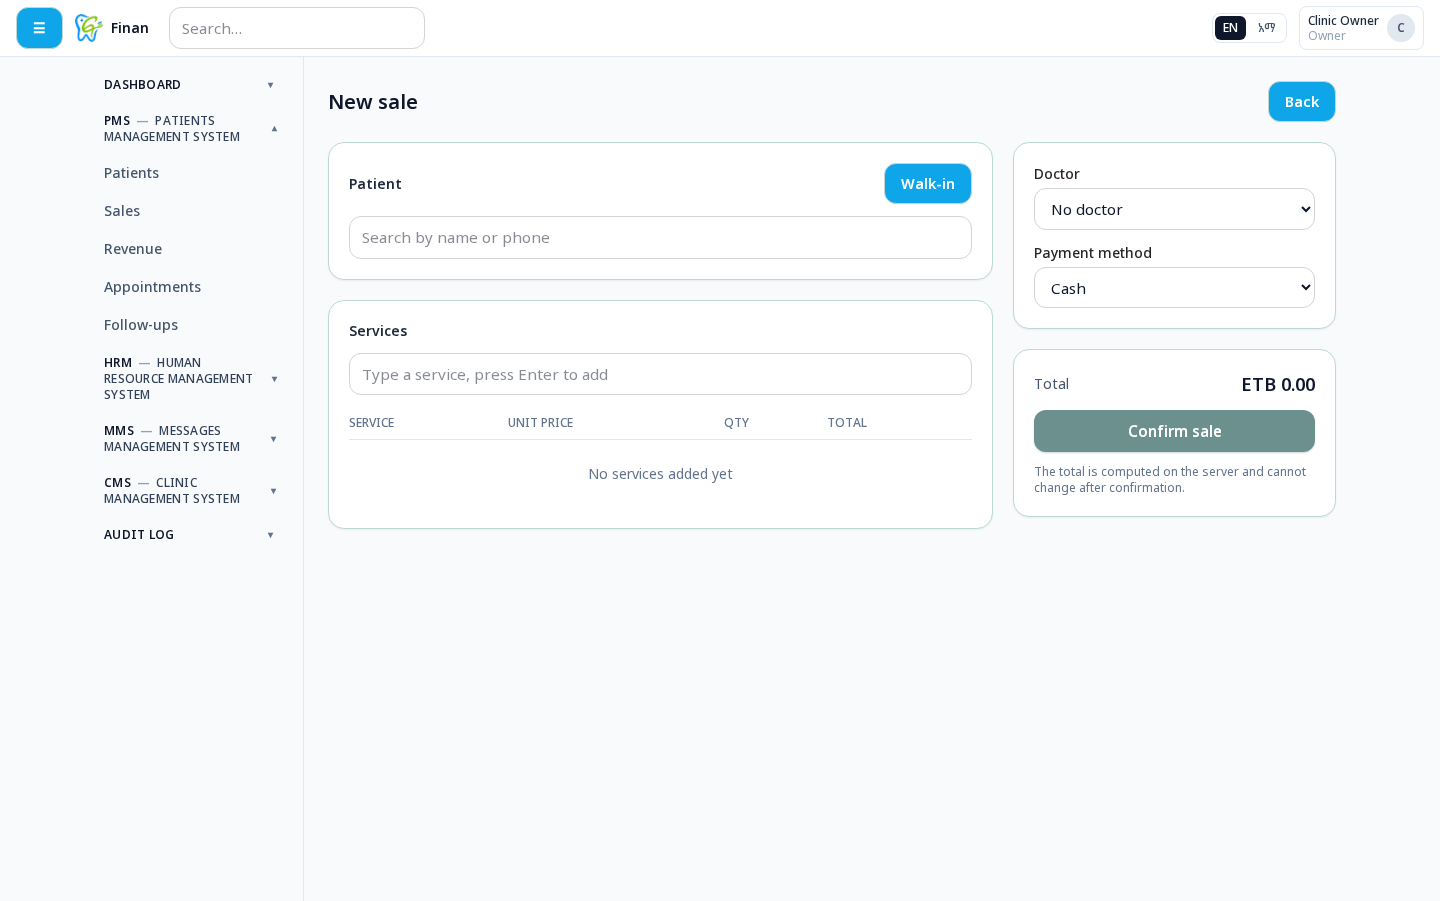 ☰ Finan Search... EN አማ Clinic Owner
Owner C
DASHBOARD ▼
PMS — PATIENTS
MANAGEMENT SYSTEM ▲
Patients
Sales
Revenue
Appointments
Follow-ups
HRM — HUMAN
RESOURCE MANAGEMENT
SYSTEM ▼
MMS — MESSAGES
MANAGEMENT SYSTEM ▼
CMS — CLINIC
MANAGEMENT SYSTEM ▼
AUDIT LOG ▼
New sale Back
Patient Walk-in
Search by name or phone
Services
Type a service, press Enter to add
SERVICE UNIT PRICE QTY TOTAL
No services added yet
Doctor
No doctor
Payment method
Cash
Total ETB 0.00
Confirm sale
The total is computed on the server and cannot
change after confirmation.